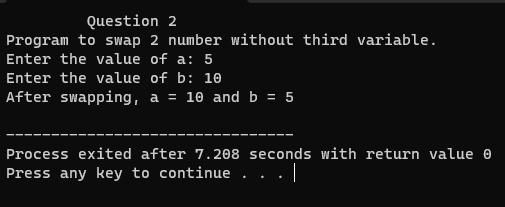 Question 2
Program to swap 2 number without third variable.
Enter the value of a: 5
Enter the value of b: 10
After swapping, a = 10 and b = 5
--------------------------------
Process exited after 7.208 seconds with return value 0
Press any key to continue . . .